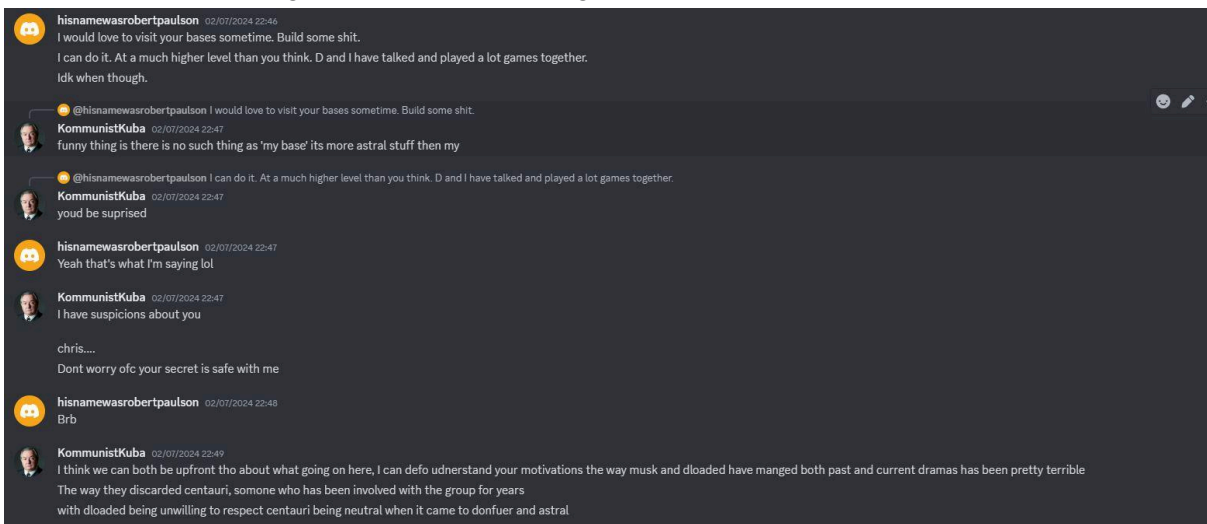 hisnamewasrobertpaulson 02/07/2024 22:46
I would love to visit your bases sometime. Build some shit.
I can do it. At a much higher level than you think. D and I have talked and played a lot games together.
Idk when though.
@hisnamewasrobertpaulson I would love to visit your bases sometime. Build some shit.
KommunistKuba 02/07/2024 22:47
funny thing is there is no such thing as 'my base' its more astral stuff then my
@hisnamewasrobertpaulson I can do it. At a much higher level than you think. D and I have talked and played a lot games together.
KommunistKuba 02/07/2024 22:47
youd be suprised
hisnamewasrobertpaulson 02/07/2024 22:47
Yeah that's what I'm saying lol
KommunistKuba 02/07/2024 22:47
I have suspicions about you
chris....
Dont worry ofc your secret is safe with me
hisnamewasrobertpaulson 02/07/2024 22:48
Brb
KommunistKuba 02/07/2024 22:49
I think we can both be upfront tho about what going on here, I can defo udnerstand your motivations the way musk and dloaded have manged both past and current dramas has been pretty terrible
The way they discarded centauri, somone who has been involved with the group for years
with dloaded being unwilling to respect centauri being neutral when it came to donfuer and astral